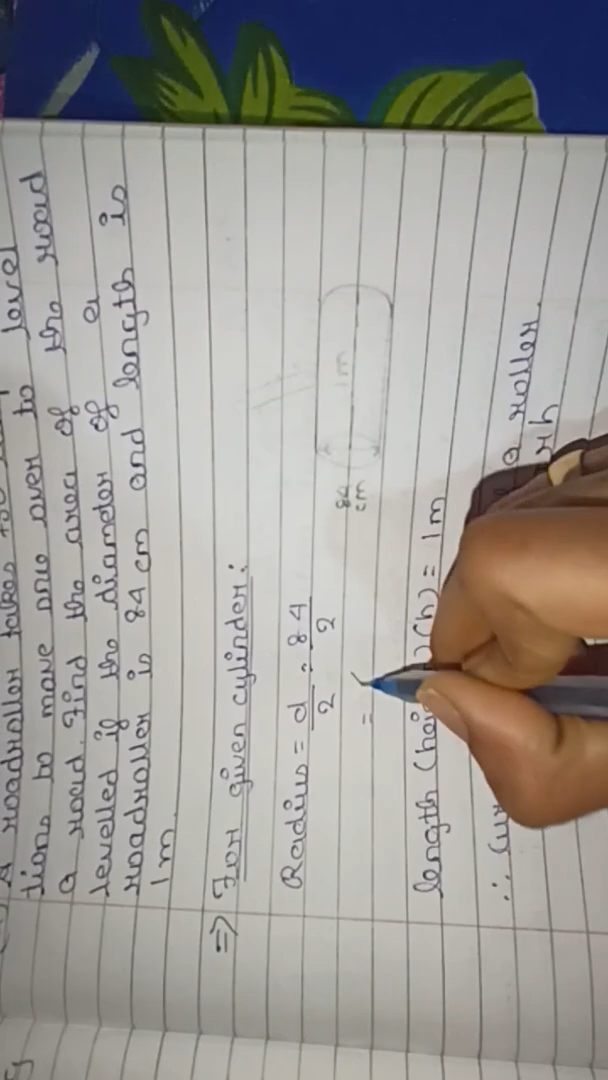 A roadroller takes level
tions to move once over to
a road. Find the area of the road
levelled if the diameter of a
roadroller is 84 cm and length is
1 m.
⇒ For given cylinder:
Radius = d/2 = 84/2
=
84
cm
1 m
length (h) = 1m
∴ Cur a roller.
rh